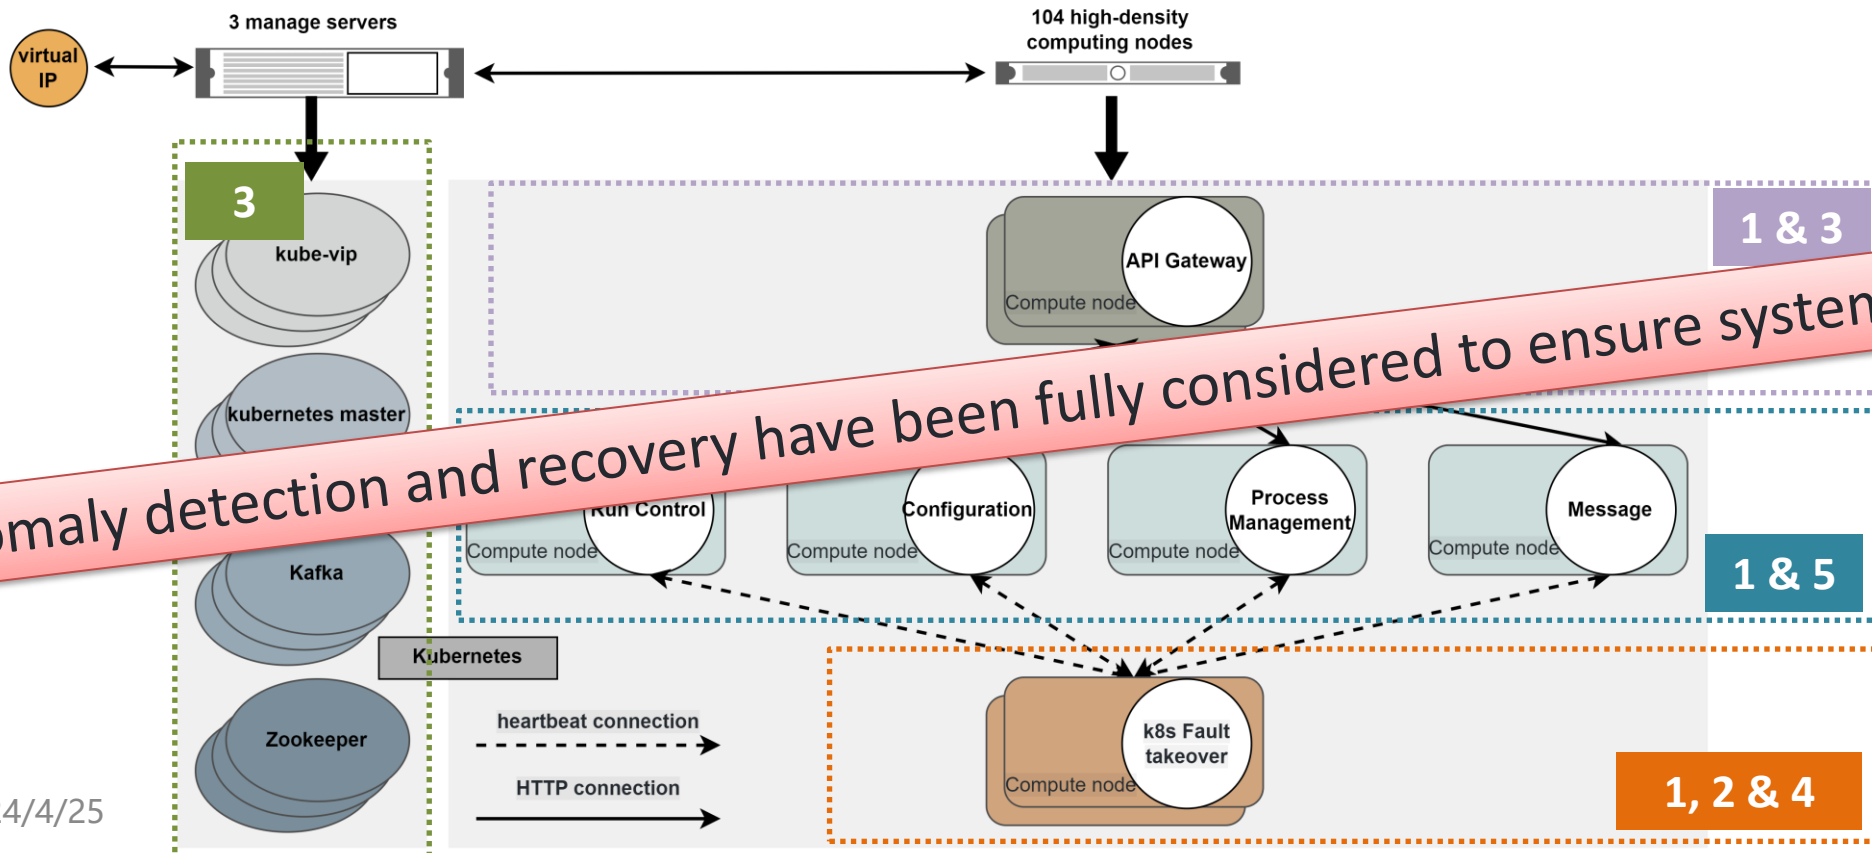 3 manage servers
104 high-density
computing nodes
virtual
IP
3
1 & 3
kube-vip
API Gateway
Compute node
kubernetes master
detection and recovery have been fully considered to ensure
Run Control
Compute node
Configuration
Compute node
Process
Management
Compute node
Message
Compute node
1 & 5
Kafka
Kubernetes
heartbeat connection
HTTP connection
Zookeeper
k8s Fault
takeover
Compute node
1, 2 & 4
4/4/25